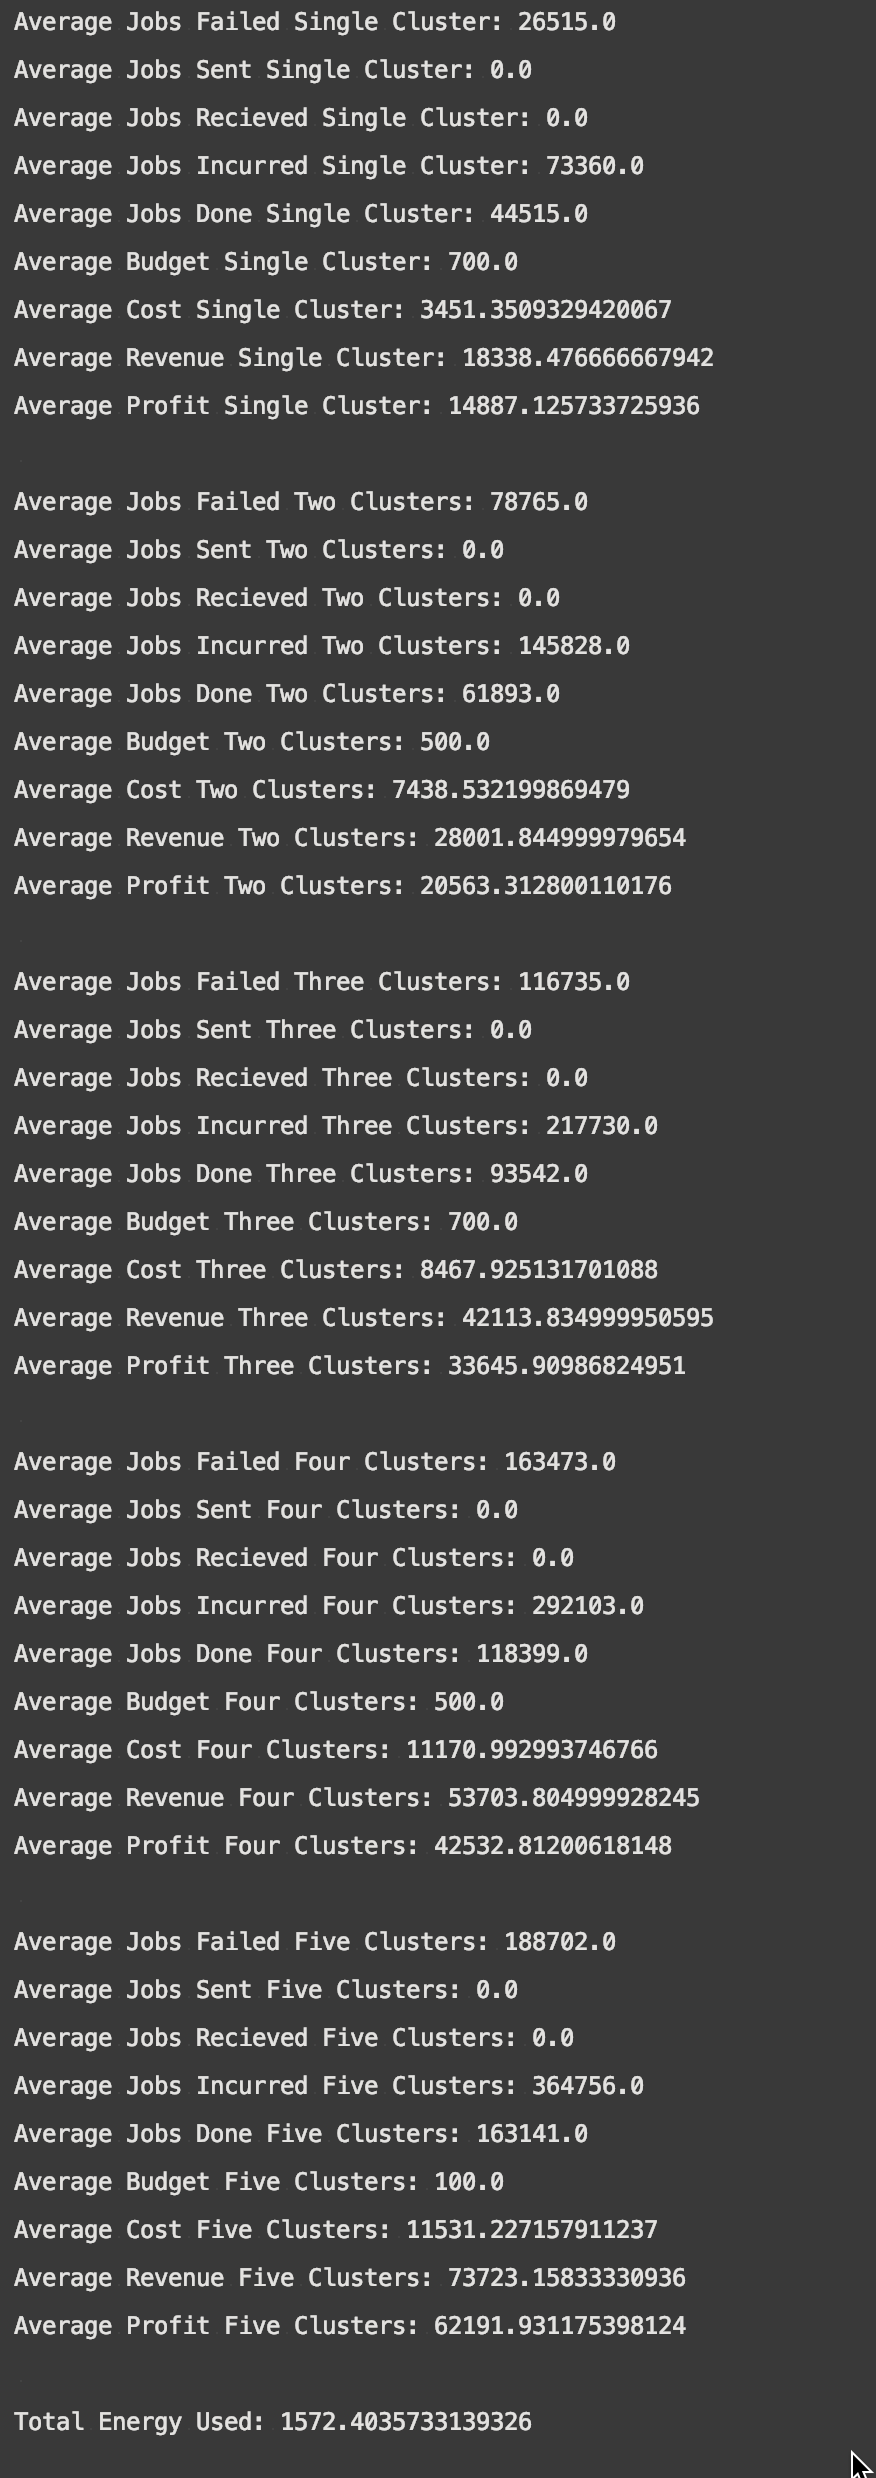 Average Jobs Failed Single Cluster: 26515.0
Average Jobs Sent Single Cluster: 0.0
Average Jobs Recieved Single Cluster: 0.0
Average Jobs Incurred Single Cluster: 73360.0
Average Jobs Done Single Cluster: 44515.0
Average Budget Single Cluster: 700.0
Average Cost Single Cluster: 3451.3509329420067
Average Revenue Single Cluster: 18338.476666667942
Average Profit Single Cluster: 14887.125733725936
Average Jobs Failed Two Clusters: 78765.0
Average Jobs Sent Two Clusters: 0.0
Average Jobs Recieved Two Clusters: 0.0
Average Jobs Incurred Two Clusters: 145828.0
Average Jobs Done Two Clusters: 61893.0
Average Budget Two Clusters: 500.0
Average Cost Two Clusters: 7438.532199869479
Average Revenue Two Clusters: 28001.844999979654
Average Profit Two Clusters: 20563.312800110176
Average Jobs Failed Three Clusters: 116735.0
Average Jobs Sent Three Clusters: 0.0
Average Jobs Recieved Three Clusters: 0.0
Average Jobs Incurred Three Clusters: 217730.0
Average Jobs Done Three Clusters: 93542.0
Average Budget Three Clusters: 700.0
Average Cost Three Clusters: 8467.925131701088
Average Revenue Three Clusters: 42113.834999950595
Average Profit Three Clusters: 33645.90986824951
Average Jobs Failed Four Clusters: 163473.0
Average Jobs Sent Four Clusters: 0.0
Average Jobs Recieved Four Clusters: 0.0
Average Jobs Incurred Four Clusters: 292103.0
Average Jobs Done Four Clusters: 118399.0
Average Budget Four Clusters: 500.0
Average Cost Four Clusters: 11170.992993746766
Average Revenue Four Clusters: 53703.804999928245
Average Profit Four Clusters: 42532.81200618148
Average Jobs Failed Five Clusters: 188702.0
Average Jobs Sent Five Clusters: 0.0
Average Jobs Recieved Five Clusters: 0.0
Average Jobs Incurred Five Clusters: 364756.0
Average Jobs Done Five Clusters: 163141.0
Average Budget Five Clusters: 100.0
Average Cost Five Clusters: 11531.227157911237
Average Revenue Five Clusters: 73723.15833330936
Average Profit Five Clusters: 62191.931175398124
Total Energy Used: 1572.4035733139326